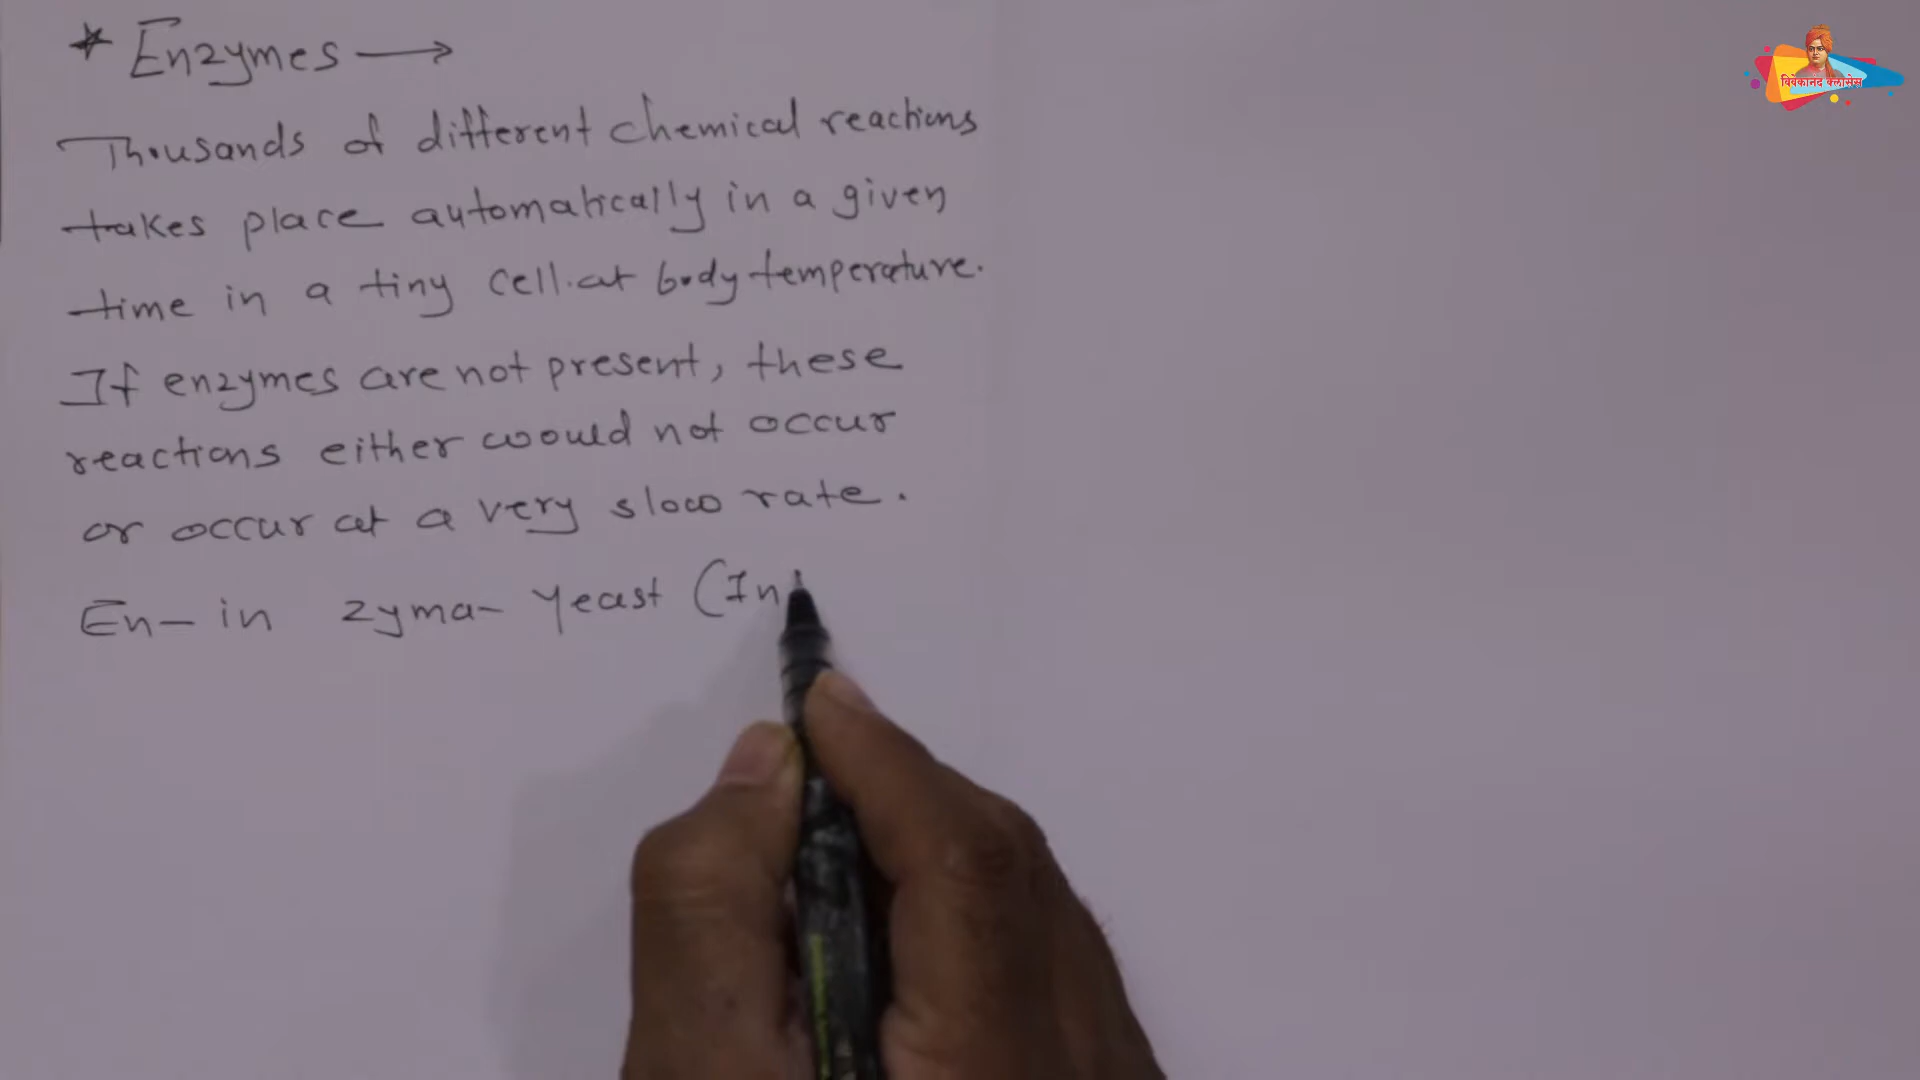 * Enzymes →
Thousands of different chemical reactions
takes place automatically in a given
time in a tiny cell.at body temperature.
If enzymes are not present, these
reactions either would not occur
or occur at a very slow rate.
En- in zyma- Yeast (In
विवेकानंद क्लासेस